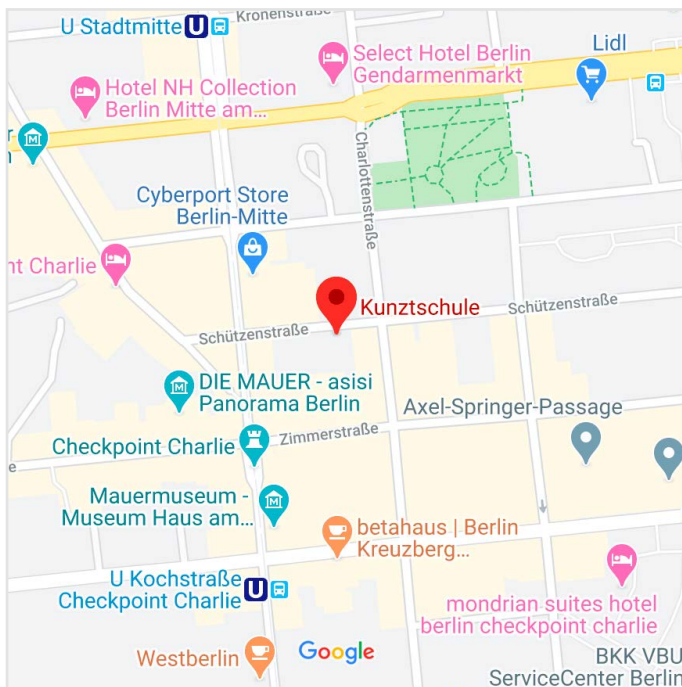 Kronenstraße
U Stadtmitte
U
Select Hotel Berlin
Gendarmenmarkt
Lidl
Hotel NH Collection
Berlin Mitte am...
Charlottenstraße
Cyberport Store
Berlin-Mitte
nt Charlie
Kunztschule
Schützenstraße
Schützenstraße
DIE MAUER - asisi
Panorama Berlin
Axel-Springer-Passage
Zimmerstraße
Checkpoint Charlie
Mauermuseum -
Museum Haus am...
betahaus | Berlin
Kreuzberg...
U Kochstraße
Checkpoint Charlie
U
mondrian suites hotel
berlin checkpoint charlie
Westberlin
Google
BKK VBU
ServiceCenter Berlin